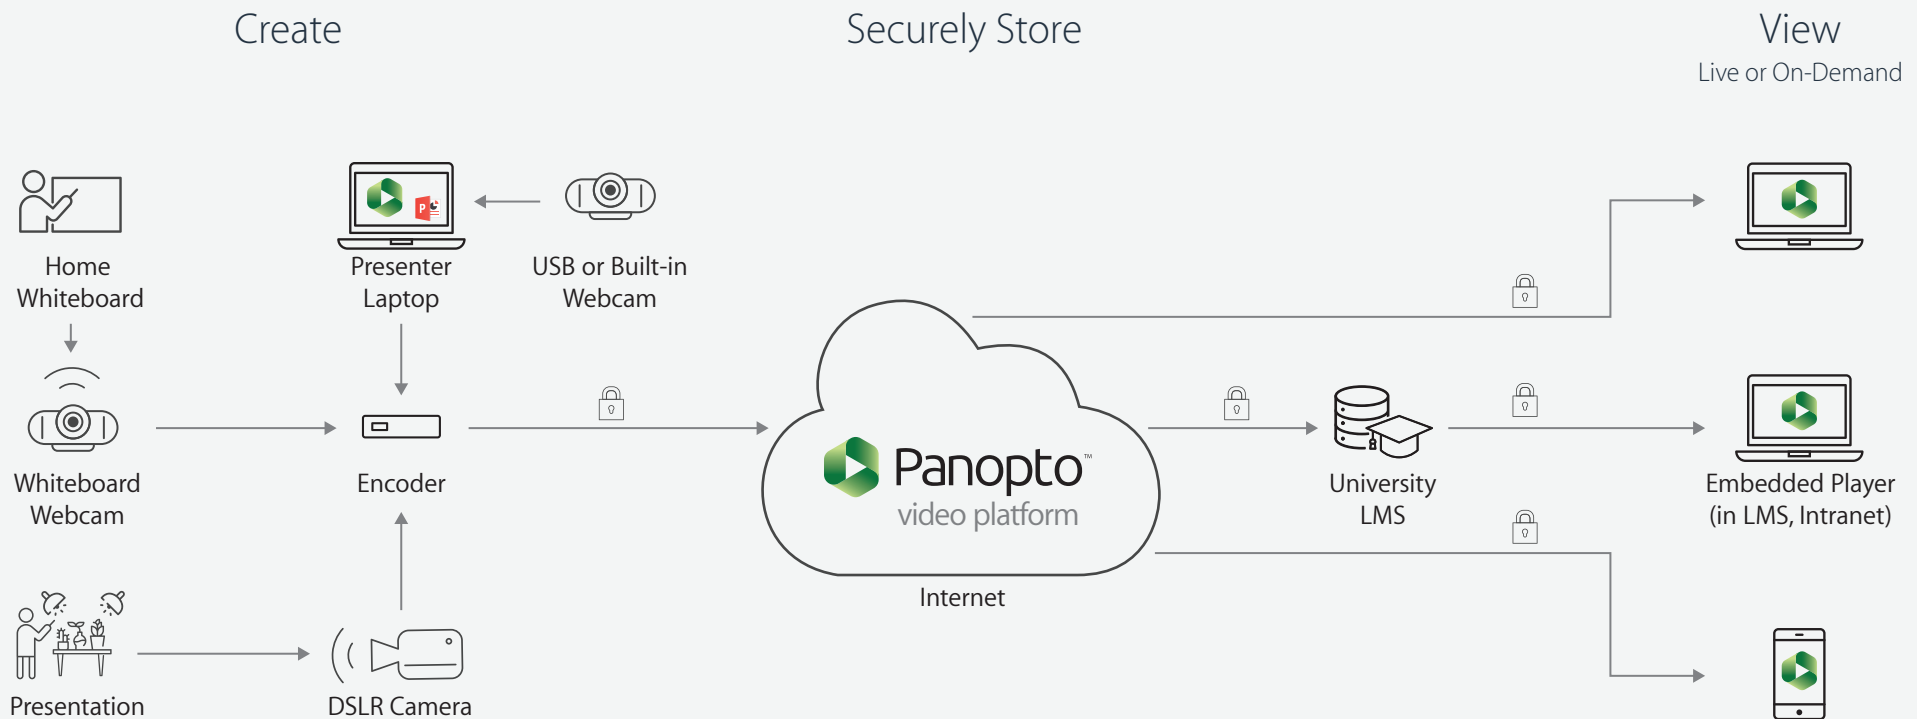 Create
Securely Store
View
Live or On-Demand
P
Home
Whiteboard
Presenter
Laptop
USB or Built-in
Webcam
Whiteboard
Webcam
Encoder
Panopto™
video platform
Internet
University
LMS
Embedded Player
(in LMS, Intranet)
Presentation
DSLR Camera